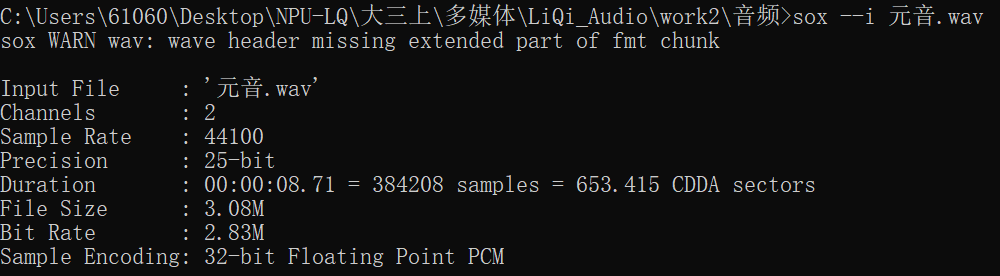 C:\Users\61060\Desktop\NPU-LQ\大三上\多媒体\LiQi_Audio\work2\音频>sox --i 元音.wav
sox WARN wav: wave header missing extended part of fmt chunk
Input File     : '元音.wav'
Channels       : 2
Sample Rate    : 44100
Precision      : 25-bit
Duration       : 00:00:08.71 = 384208 samples = 653.415 CDDA sectors
File Size      : 3.08M
Bit Rate       : 2.83M
Sample Encoding: 32-bit Floating Point PCM